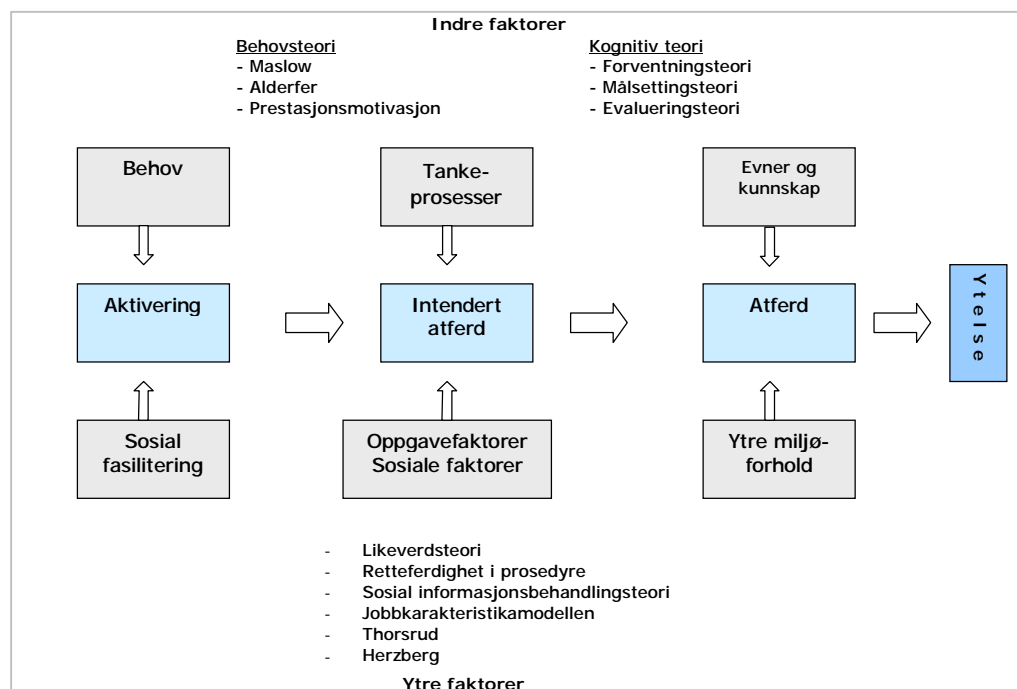 Indre faktorer
Behovsteori
- Maslow
- Alderfer
- Prestasjonsmotivasjon
Kognitiv teori
- Forventningsteori
- Målsettingsteori
- Evalueringsteori
Behov
Tanke-
prosesser
Evner og
kunnskap
Aktivering
Intendert
atferd
Atferd
Ytelse
Sosial
fasilitering
Oppgavefaktorer
Sosiale faktorer
Ytre miljø-
forhold
- Likeverdsteori
- Retteferdighet i prosedyre
- Sosial informasjonsbehandlingsteori
- Jobbkarakteristikamodellen
- Thorsrud
- Herzberg
Ytre faktorer